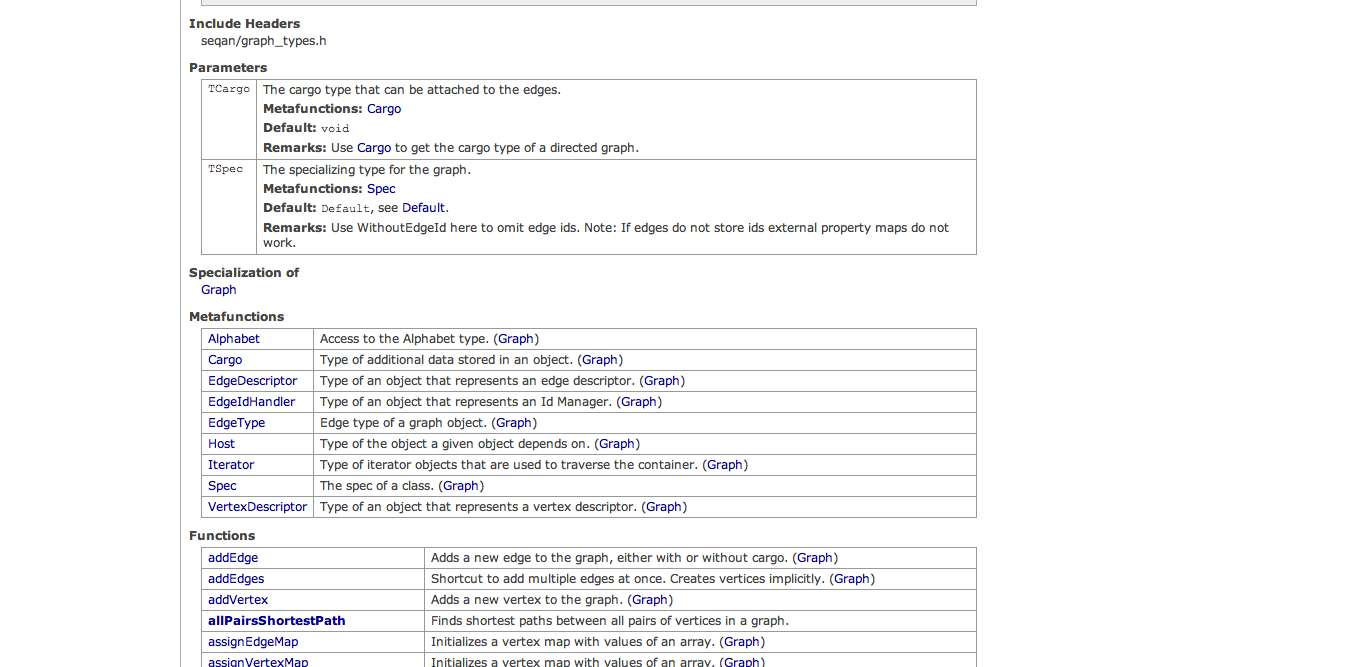 Include Headers
seqan/graph_types.h
Parameters
TCargo The cargo type that can be attached to the edges.
Metafunctions: Cargo
Default: void
Remarks: Use Cargo to get the cargo type of a directed graph.
TSpec The specializing type for the graph.
Metafunctions: Spec
Default: Default, see Default.
Remarks: Use WithoutEdgeId here to omit edge ids. Note: If edges do not store ids external property maps do not
work.
Specialization of
Graph
Metafunctions
Alphabet Access to the Alphabet type. (Graph)
Cargo Type of additional data stored in an object. (Graph)
EdgeDescriptor Type of an object that represents an edge descriptor. (Graph)
EdgeIdHandler Type of an object that represents an Id Manager. (Graph)
EdgeType Edge type of a graph object. (Graph)
Host Type of the object a given object depends on. (Graph)
Iterator Type of iterator objects that are used to traverse the container. (Graph)
Spec The spec of a class. (Graph)
VertexDescriptor Type of an object that represents a vertex descriptor. (Graph)
Functions
addEdge Adds a new edge to the graph, either with or without cargo. (Graph)
addEdges Shortcut to add multiple edges at once. Creates vertices implicitly. (Graph)
addVertex Adds a new vertex to the graph. (Graph)
allPairsShortestPath Finds shortest paths between all pairs of vertices in a graph.
assignEdgeMap Initializes a vertex map with values of an array. (Graph)
assignVertexMap Initializes a vertex map with values of an array. (Graph)